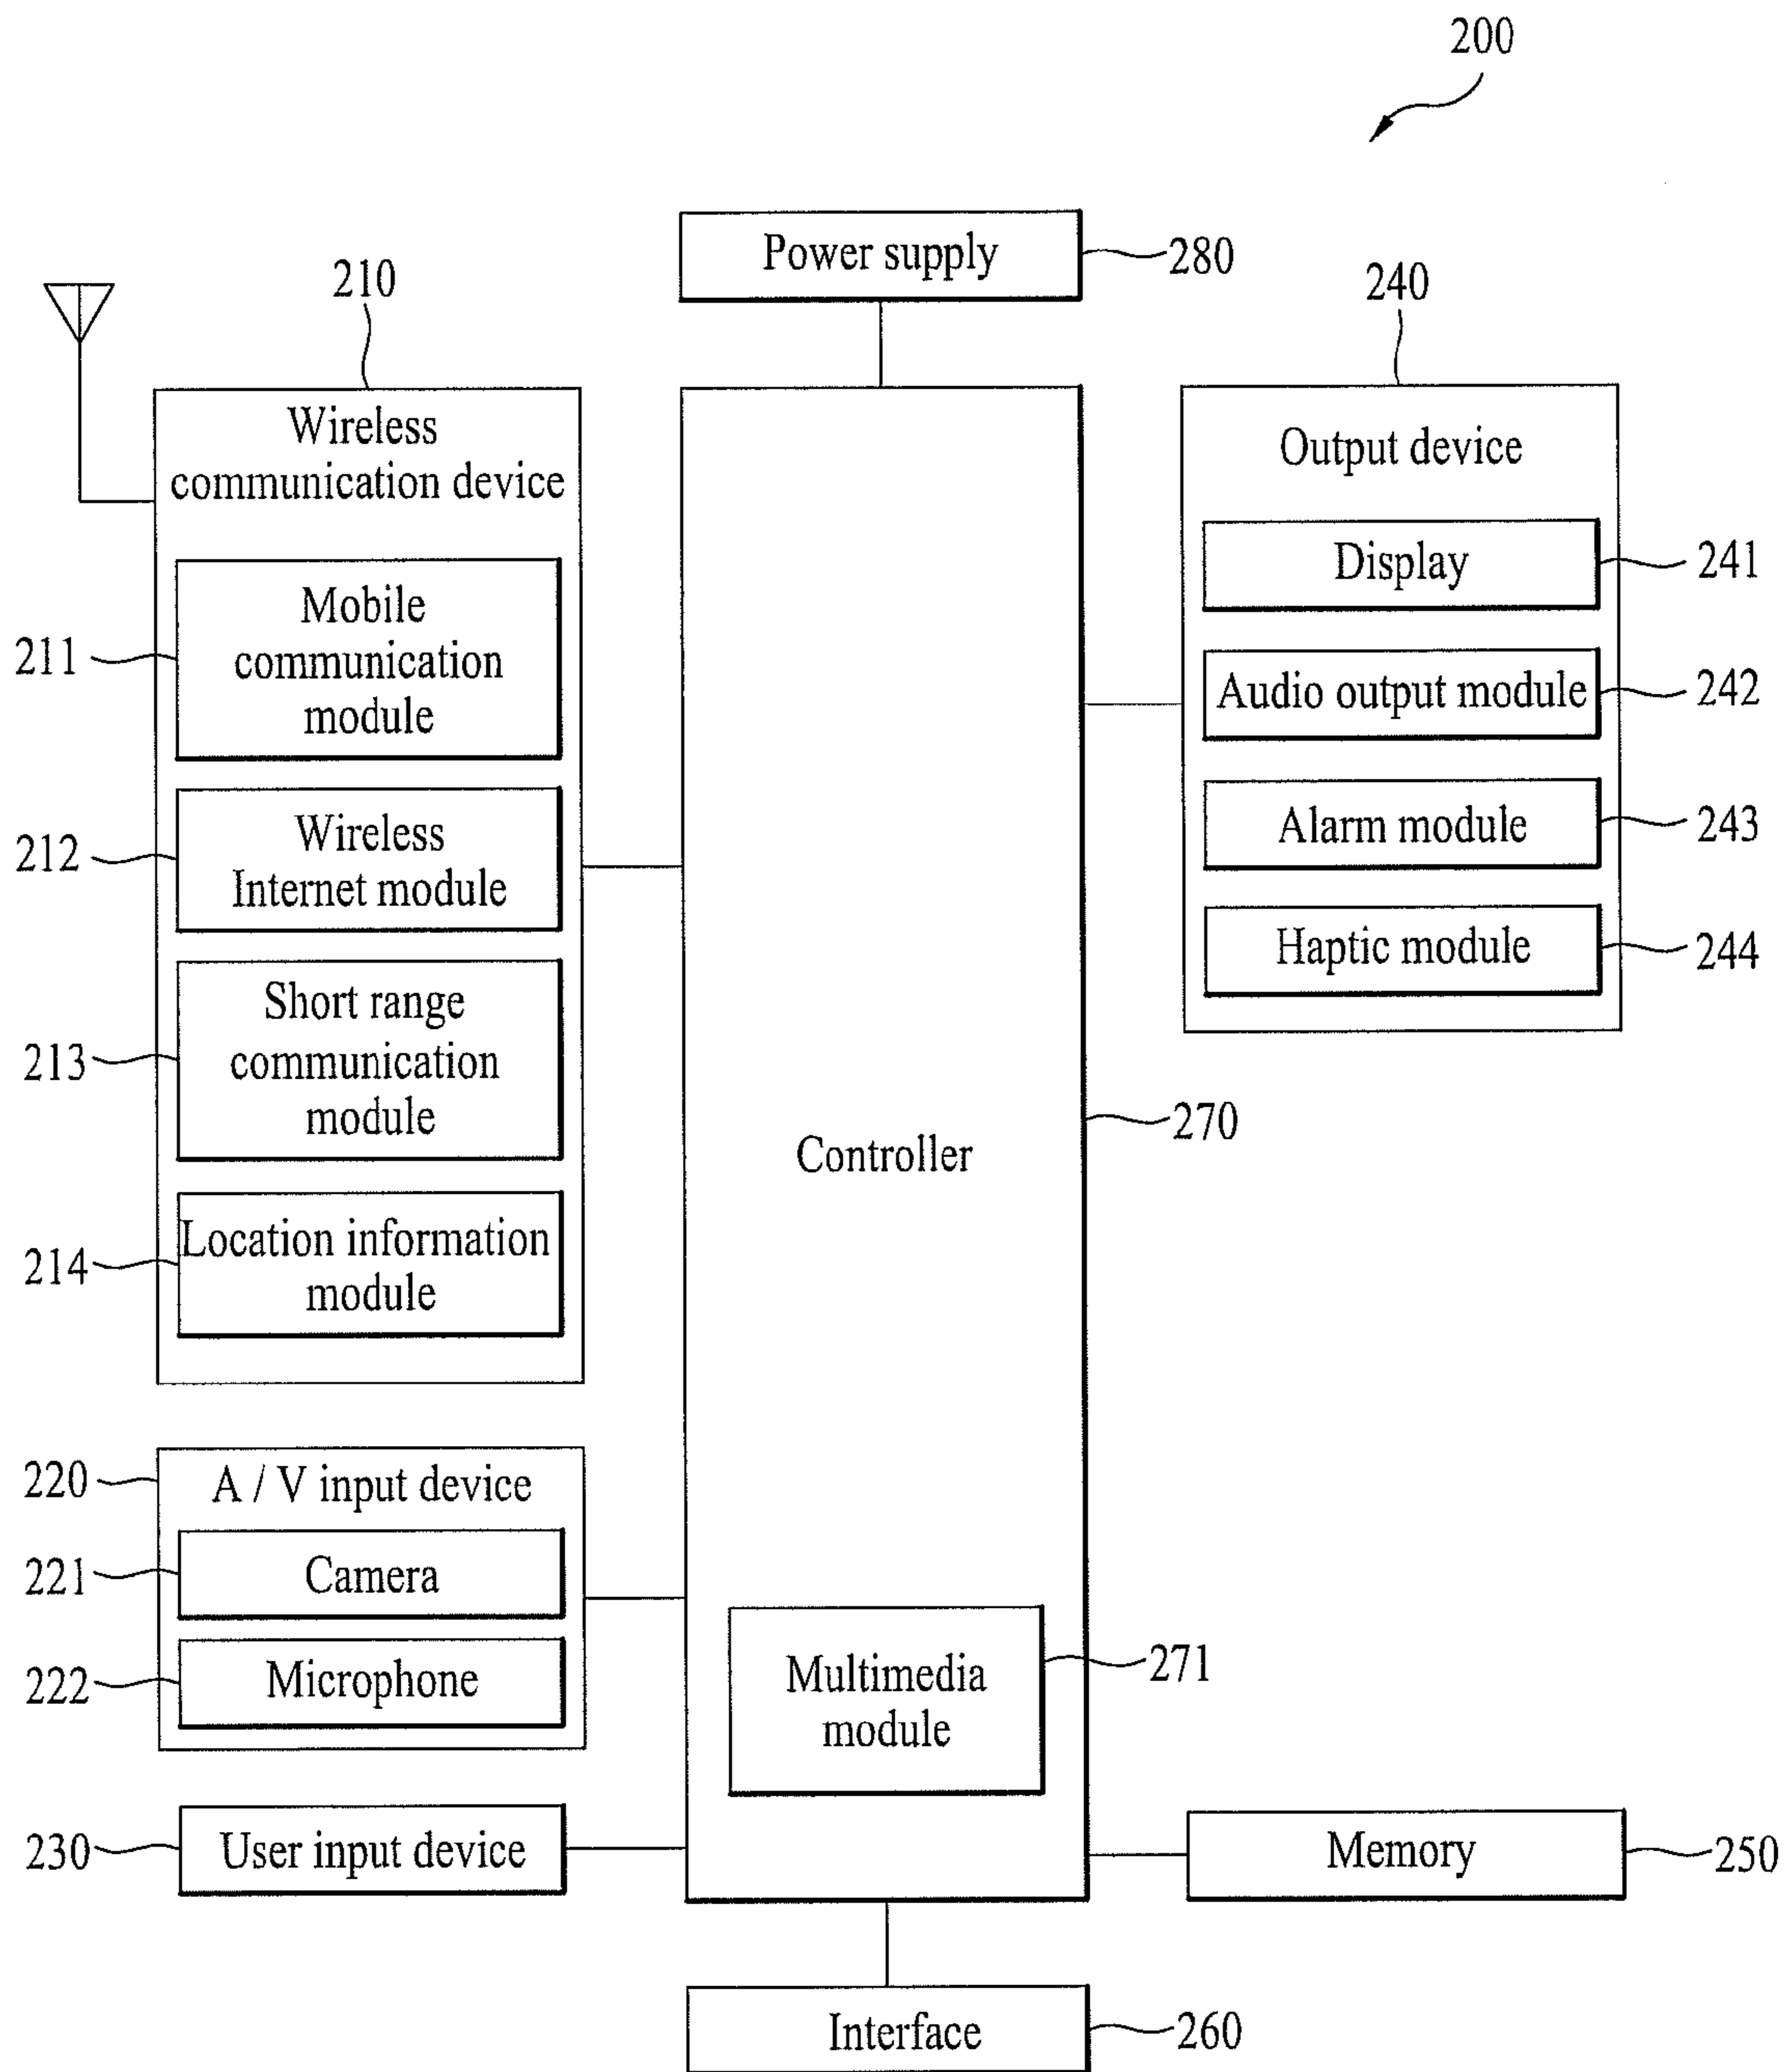 200
Power supply
280
210
240
Wireless
communication device
Output device
Mobile
communication
module
211
Display
241
Audio output module
242
Wireless
Internet module
212
Alarm module
243
Haptic module
244
Short range
communication
module
213
Controller
270
Location information
module
214
220
A / V input device
221
Camera
222
Microphone
Multimedia
module
271
230
User input device
Memory
250
Interface
260